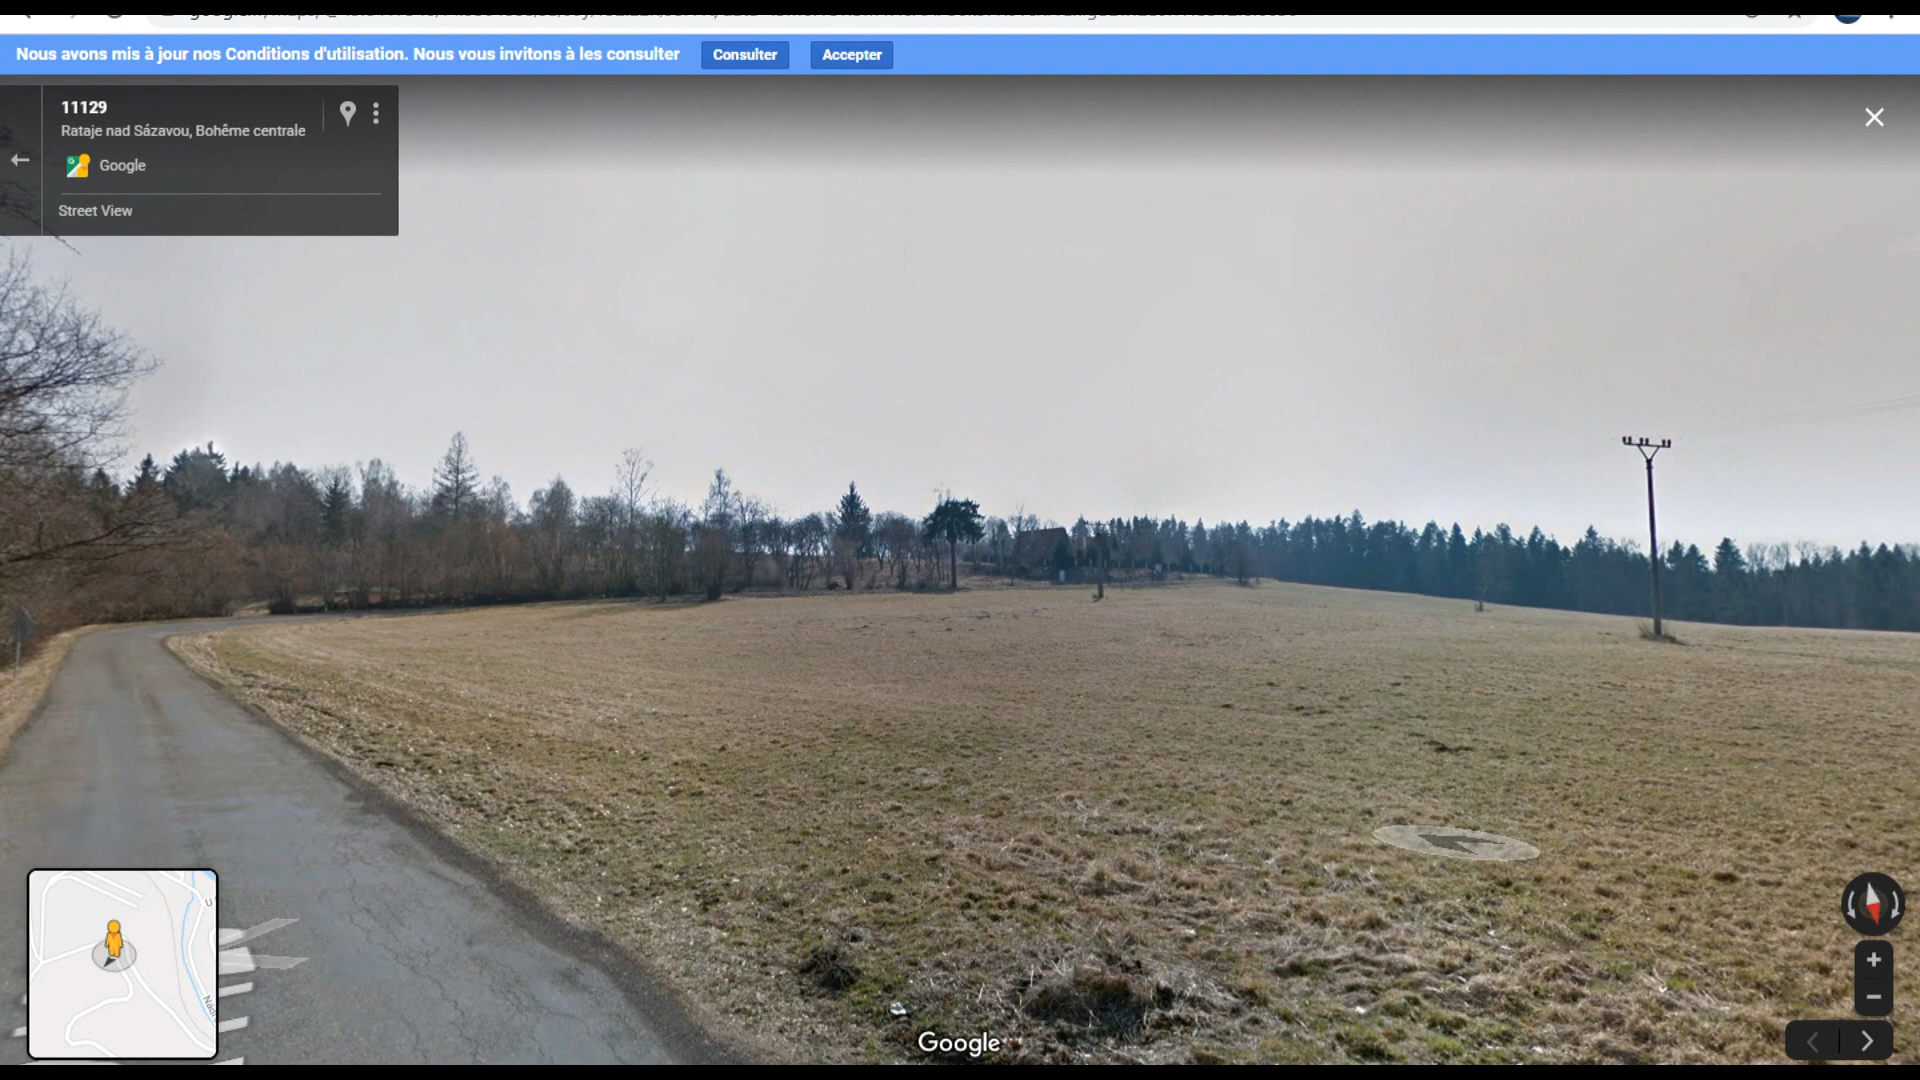 Nous avons mis à jour nos Conditions d'utilisation. Nous vous invitons à les consulter Consulter Accepter
11129
Rataje nad Sázavou, Bohême centrale
Google
Street View
Google